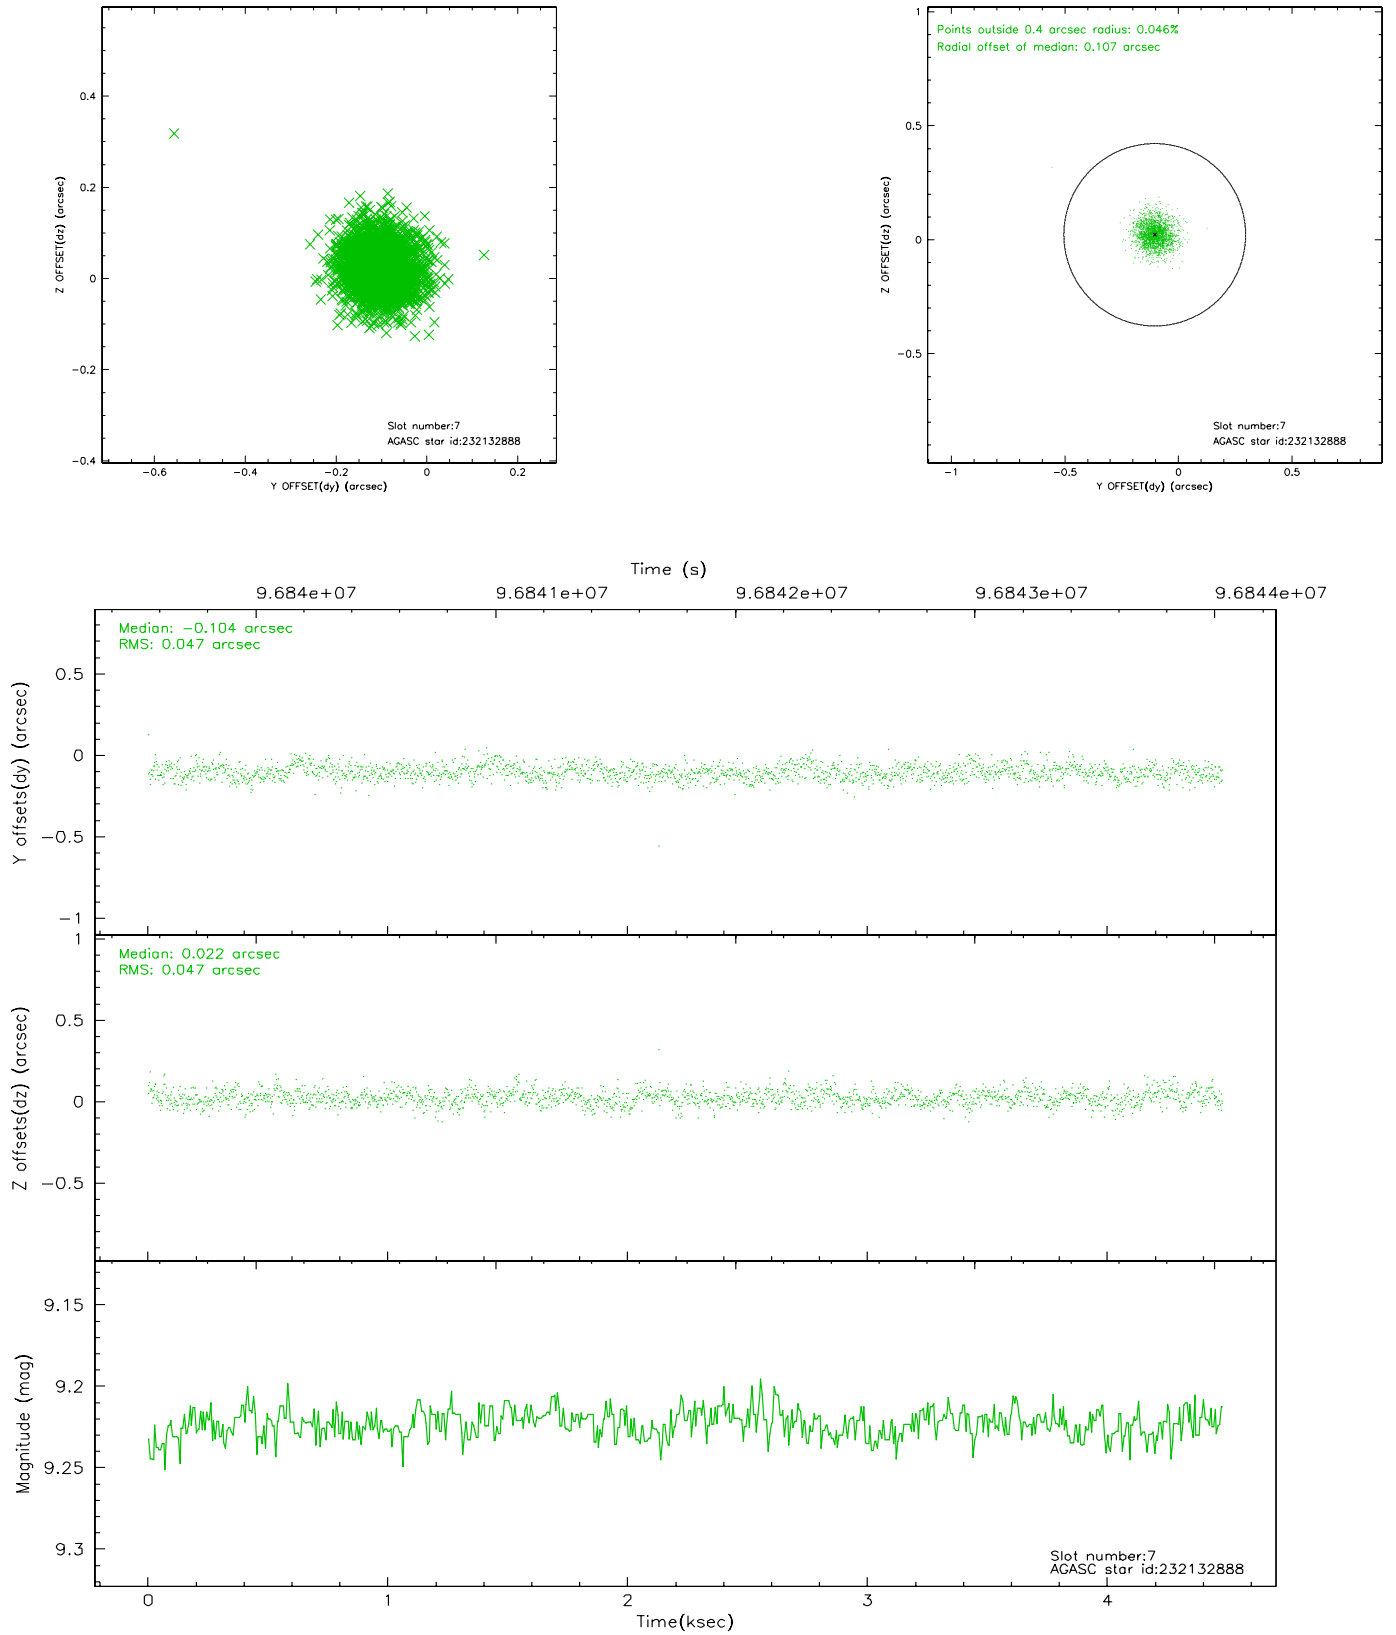 0.4
0.2
0
−0.2
−0.4
Z OFFSET(dz) (arcsec)
Slot number:7
AGASC star id:232132888
−0.6 −0.4 −0.2 0 0.2
Y OFFSET(dy) (arcsec)
Points outside 0.4 arcsec radius: 0.046%
Radial offset of median: 0.107 arcsec
1
0.5
0
−0.5
Z OFFSET(dz) (arcsec)
Slot number:7
AGASC star id:232132888
−1 −0.5 0 0.5
Y OFFSET(dy) (arcsec)
Time (s)
9.684e+07 9.6841e+07 9.6842e+07 9.6843e+07 9.6844e+07
Median: −0.104 arcsec
RMS: 0.047 arcsec
0.5
0
−0.5
−1
Y offsets(dy) (arcsec)
Median: 0.022 arcsec
RMS: 0.047 arcsec
1
0.5
0
−0.5
Z offsets(dz) (arcsec)
9.15
9.2
9.25
9.3
Magnitude (mag)
Slot number:7
AGASC star id:232132888
0 1 2 3 4
Time(ksec)